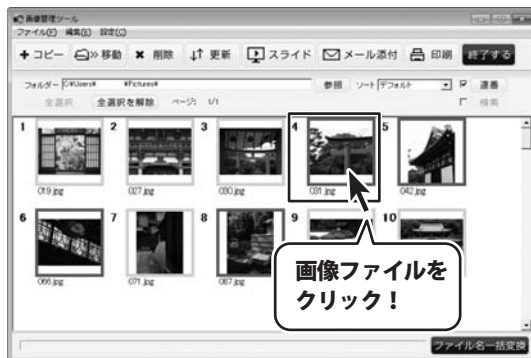 画像管理ツール
ファイル(F) 編集(E) 設定(C)
コピー 移動 削除 更新 スライド メール添付 印刷 終了する
フォルダー C:¥Users¥ ¥Pictures¥ 参照 ソート デフォルト 連番
全選択 全選択を解除 ページ: 1/1 検索
1 2 3 4 5
019.jpg 027.jpg 030.jpg 031.jpg 042.jpg
6 7 8 9 10
066.jpg 071.jpg 087.jpg
画像ファイルを
クリック！
ファイル名一括変換